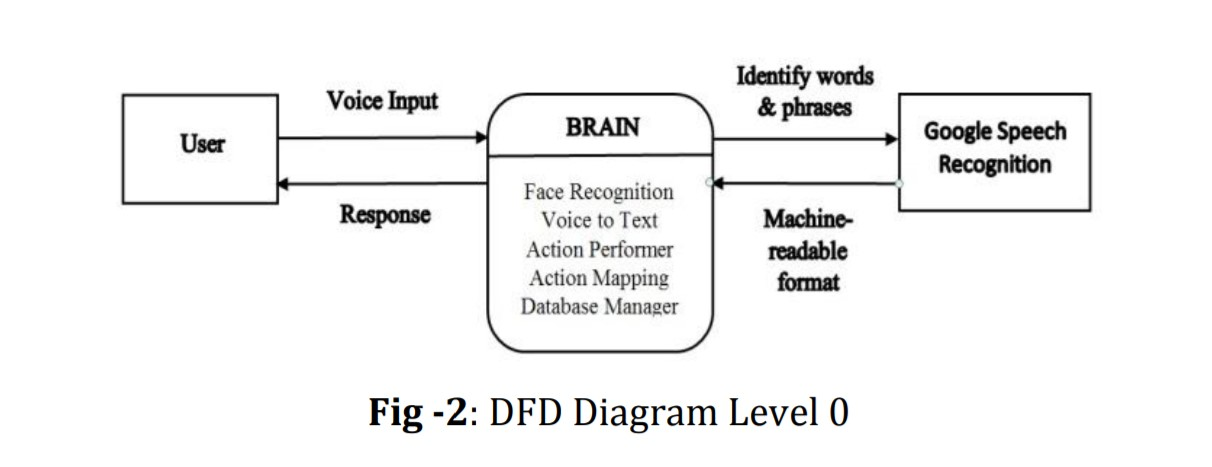 User
Voice Input
Response
BRAIN
Face Recognition
Voice to Text
Action Performer
Action Mapping
Database Manager
Identify words
& phrases
Machine-
readable
format
Google Speech
Recognition
Fig -2: DFD Diagram Level 0